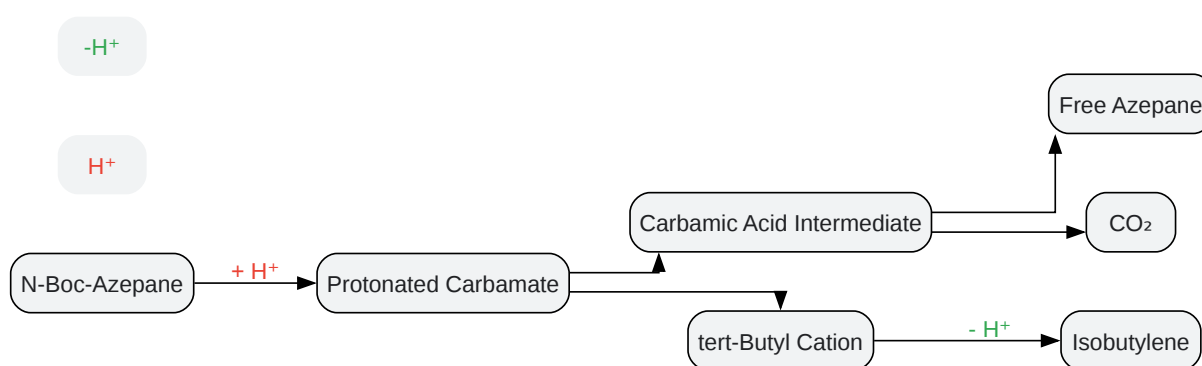 -H⁺
H⁺
Free Azepane
Carbamic Acid Intermediate
CO₂
N-Boc-Azepane
+ H⁺
Protonated Carbamate
tert-Butyl Cation
- H⁺
Isobutylene